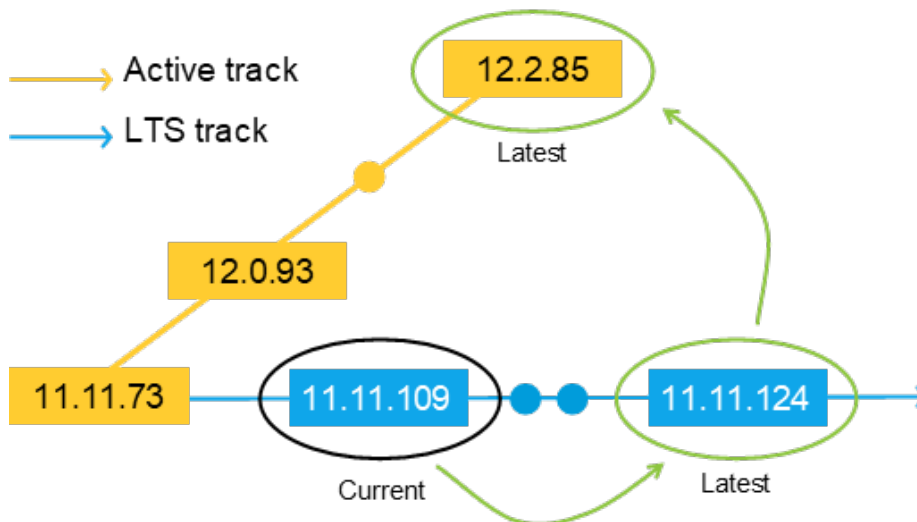 Active track
LTS track
12.2.85
Latest
12.0.93
11.11.73
11.11.109
11.11.124
Current
Latest